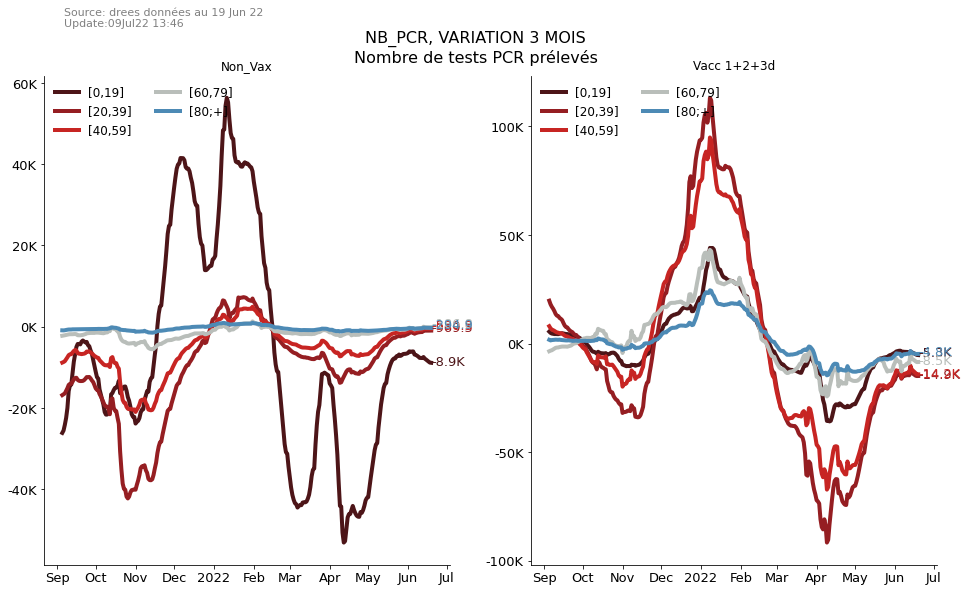 Source: drees données au 19 Jun 22
Update:09Jul22 13:46
NB_PCR, VARIATION 3 MOIS
Nombre de tests PCR prélevés
Non_Vax
[0,19]
[20,39]
[40,59]
[60,79]
[80;+]
60K
40K
20K
0K
-20K
-40K
-8.9K
Sep Oct Nov Dec 2022 Feb Mar Apr May Jun Jul
Vacc 1+2+3d
[0,19]
[20,39]
[40,59]
[60,79]
[80;+]
100K
50K
0K
-50K
-100K
-8.5K
Sep Oct Nov Dec 2022 Feb Mar Apr May Jun Jul